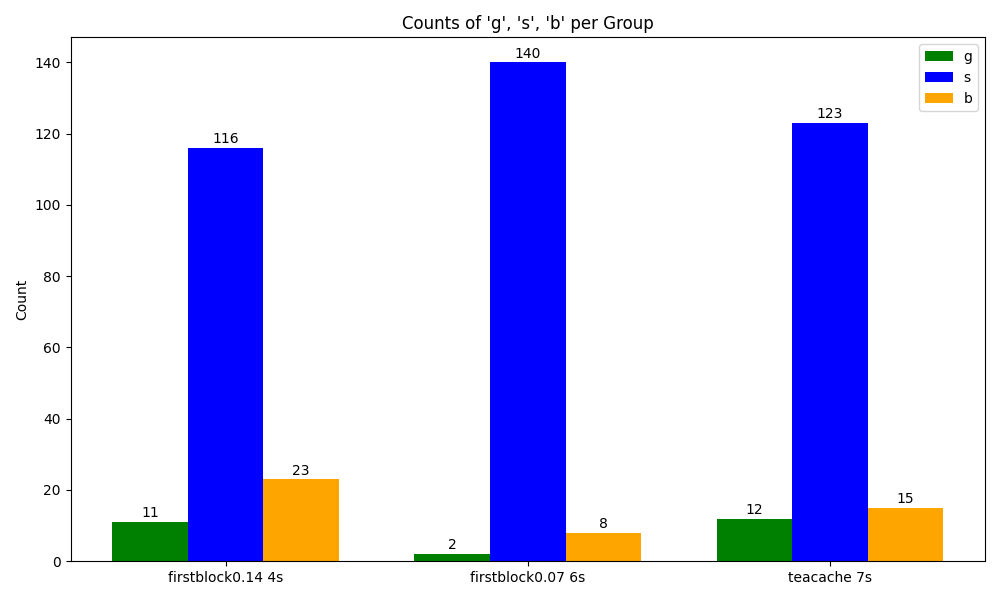 Counts of 'g', 's', 'b' per Group
g
s
b
Count
140
120
100
80
60
40
20
0
11
116
23
2
140
8
12
123
15
firstblock0.14 4s
firstblock0.07 6s
teacache 7s